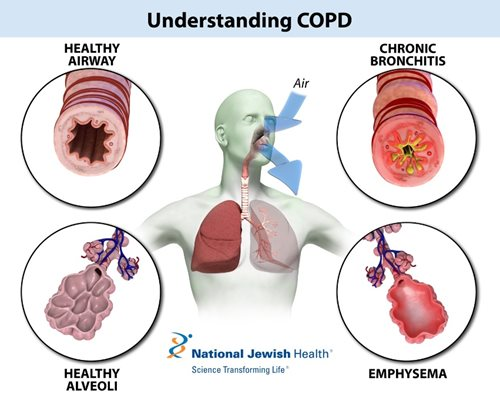 Understanding COPD
HEALTHY
AIRWAY
CHRONIC
BRONCHITIS
Air
National Jewish Health®
Science Transforming Life®
HEALTHY
ALVEOLI
EMPHYSEMA